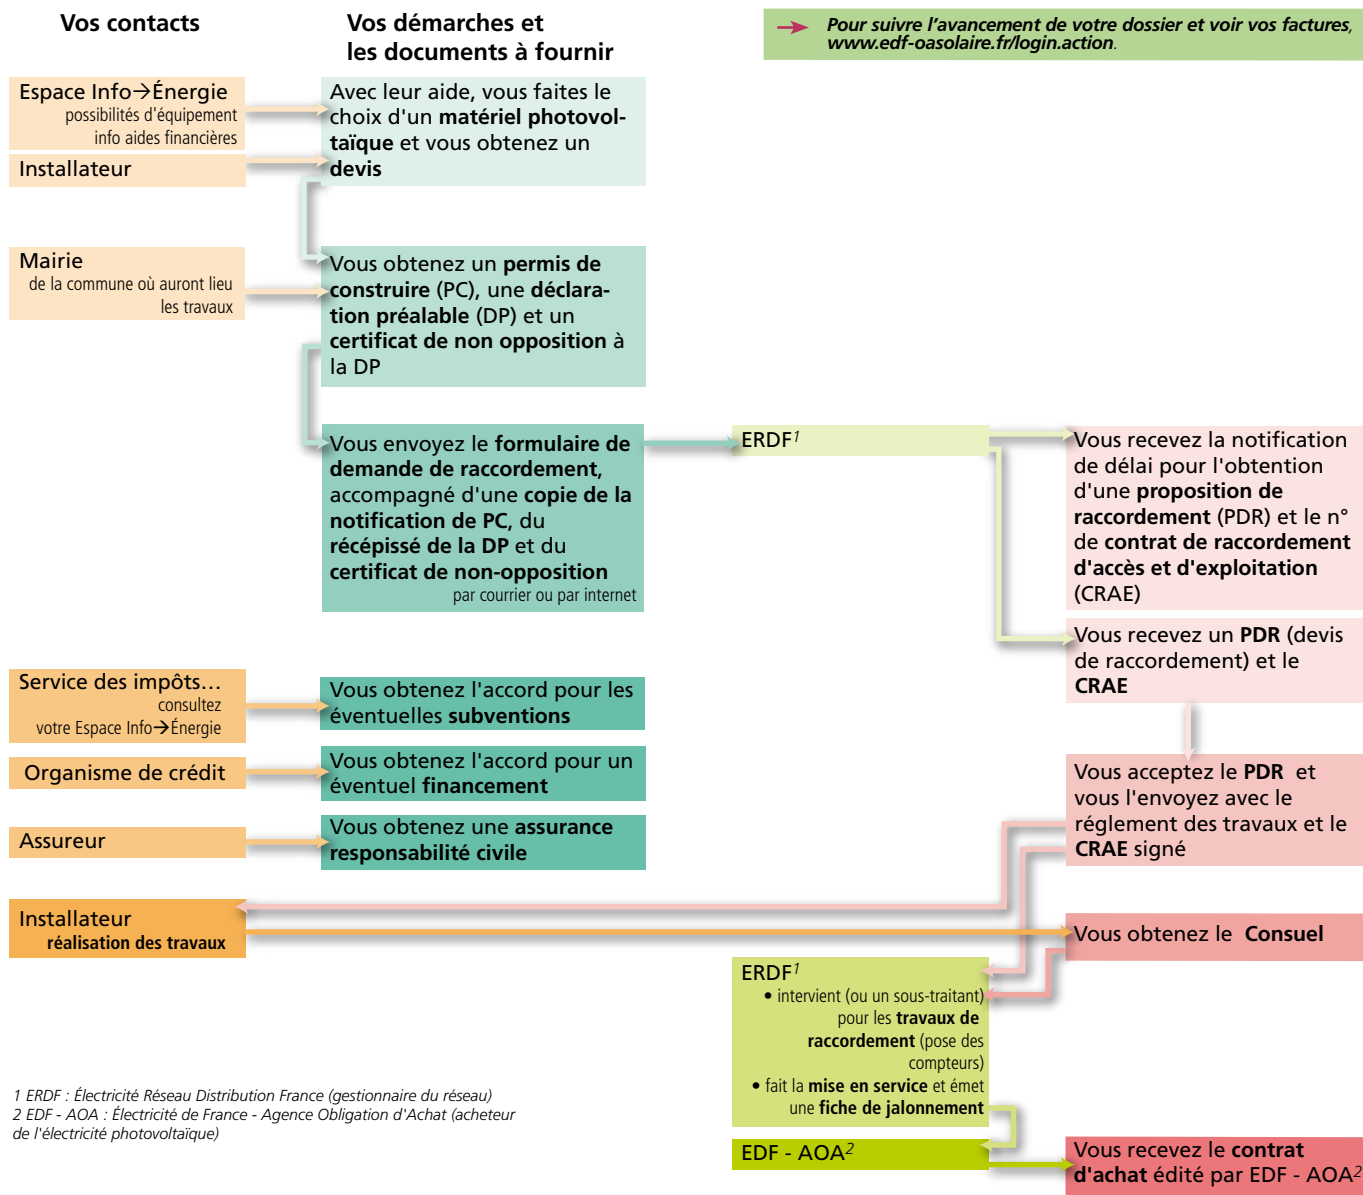 Vos contacts
Vos démarches et
les documents à fournir
Pour suivre l'avancement de votre dossier et voir vos factures,
www.edf-oasolaire.fr/login.action.
Espace Info→Énergie
possibilités d'équipement
info aides financières
Installateur
Avec leur aide, vous faites le
choix d'un matériel photovol-
taïque et vous obtenez un
devis
Mairie
de la commune où auront lieu
les travaux
Vous obtenez un permis de
construire (PC), une déclara-
tion préalable (DP) et un
certificat de non opposition à
la DP
Vous envoyez le formulaire de
demande de raccordement,
accompagné d'une copie de la
notification de PC, du
récépissé de la DP et du
certificat de non-opposition
par courrier ou par internet
ERDF1
Vous recevez la notification
de délai pour l'obtention
d'une proposition de
raccordement (PDR) et le n°
de contrat de raccordement
d'accès et d'exploitation
(CRAE)
Vous recevez un PDR (devis
de raccordement) et le
CRAE
Service des impôts...
consultez
votre Espace Info→Énergie
Vous obtenez l'accord pour les
éventuelles subventions
Organisme de crédit
Vous obtenez l'accord pour un
éventuel financement
Assureur
Vous obtenez une assurance
responsabilité civile
Vous acceptez le PDR et
vous l'envoyez avec le
réglement des travaux et le
CRAE signé
Installateur
réalisation des travaux
Vous obtenez le Consuel
ERDF1
• intervient (ou un sous-traitant)
pour les travaux de
raccordement (pose des
compteurs)
• fait la mise en service et émet
une fiche de jalonnement
EDF - AOA2
Vous recevez le contrat
d'achat édité par EDF - AOA2
1 ERDF : Électricité Réseau Distribution France (gestionnaire du réseau)
2 EDF - AOA : Électricité de France - Agence Obligation d'Achat (acheteur
de l'électricité photovoltaïque)